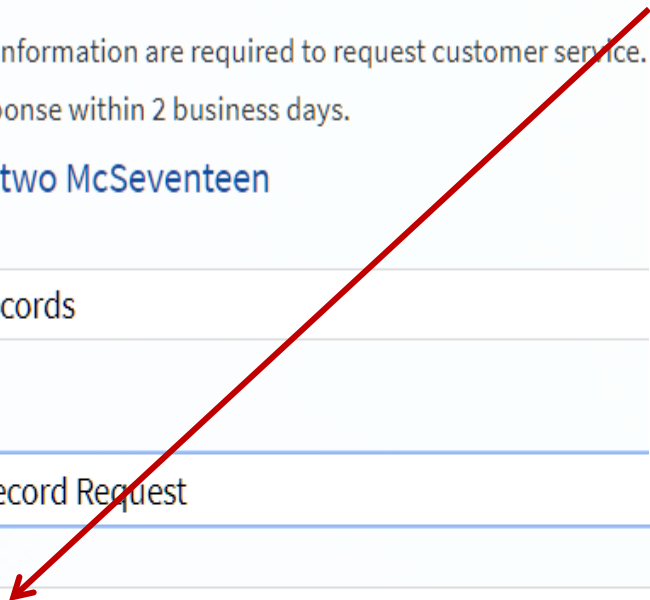 nformation are required to request customer service.
onse within 2 business days.
two McSeventeen
cords
ecord Request